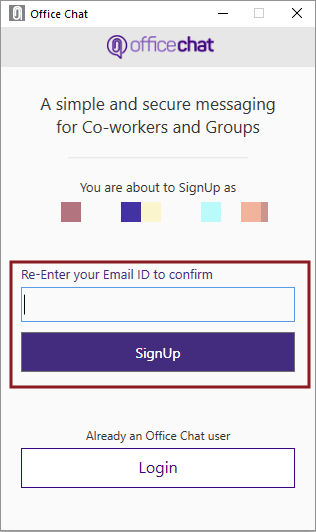 Office Chat
officechat
A simple and secure messaging
for Co-workers and Groups
You are about to SignUp as
Re-Enter your Email ID to confirm
SignUp
Already an Office Chat user
Login